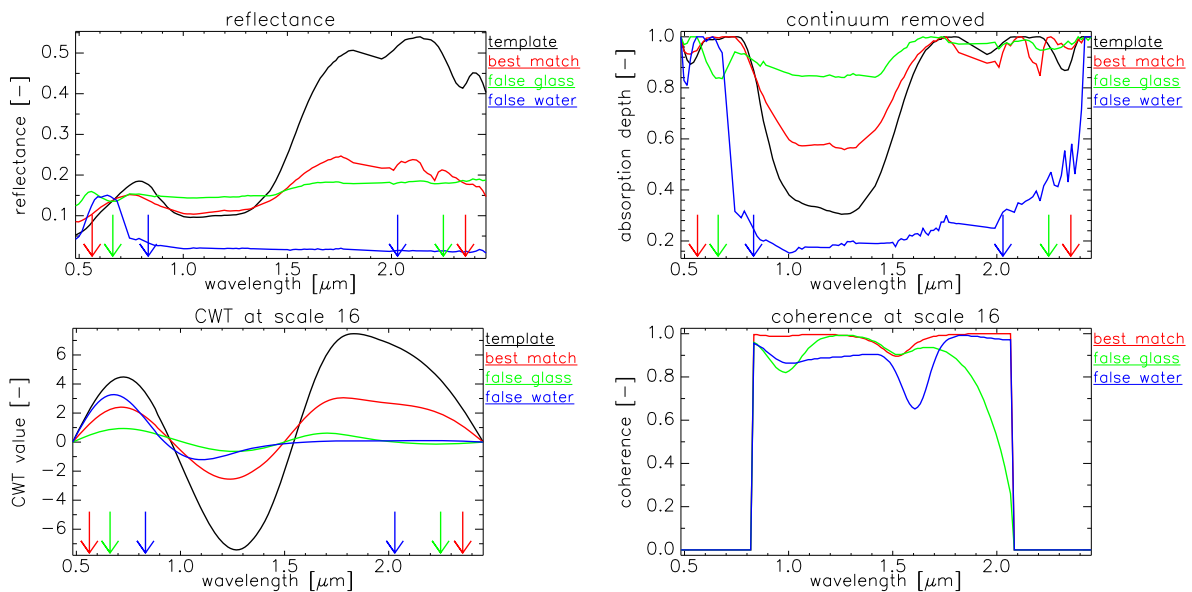 reflectance
reflectance [-]
0.5
0.4
0.3
0.2
0.1
0.5 1.0 1.5 2.0
wavelength [μm]
template
best match
false glass
false water
continuum removed
absorption depth [-]
1.0
0.8
0.6
0.4
0.2
0.5 1.0 1.5 2.0
wavelength [μm]
template
best match
false glass
false water
CWT at scale 16
CWT value [-]
6
4
2
0
-2
-4
-6
0.5 1.0 1.5 2.0
wavelength [μm]
template
best match
false glass
false water
coherence at scale 16
coherence [-]
1.0
0.8
0.6
0.4
0.2
0.0
0.5 1.0 1.5 2.0
wavelength [μm]
best match
false glass
false water